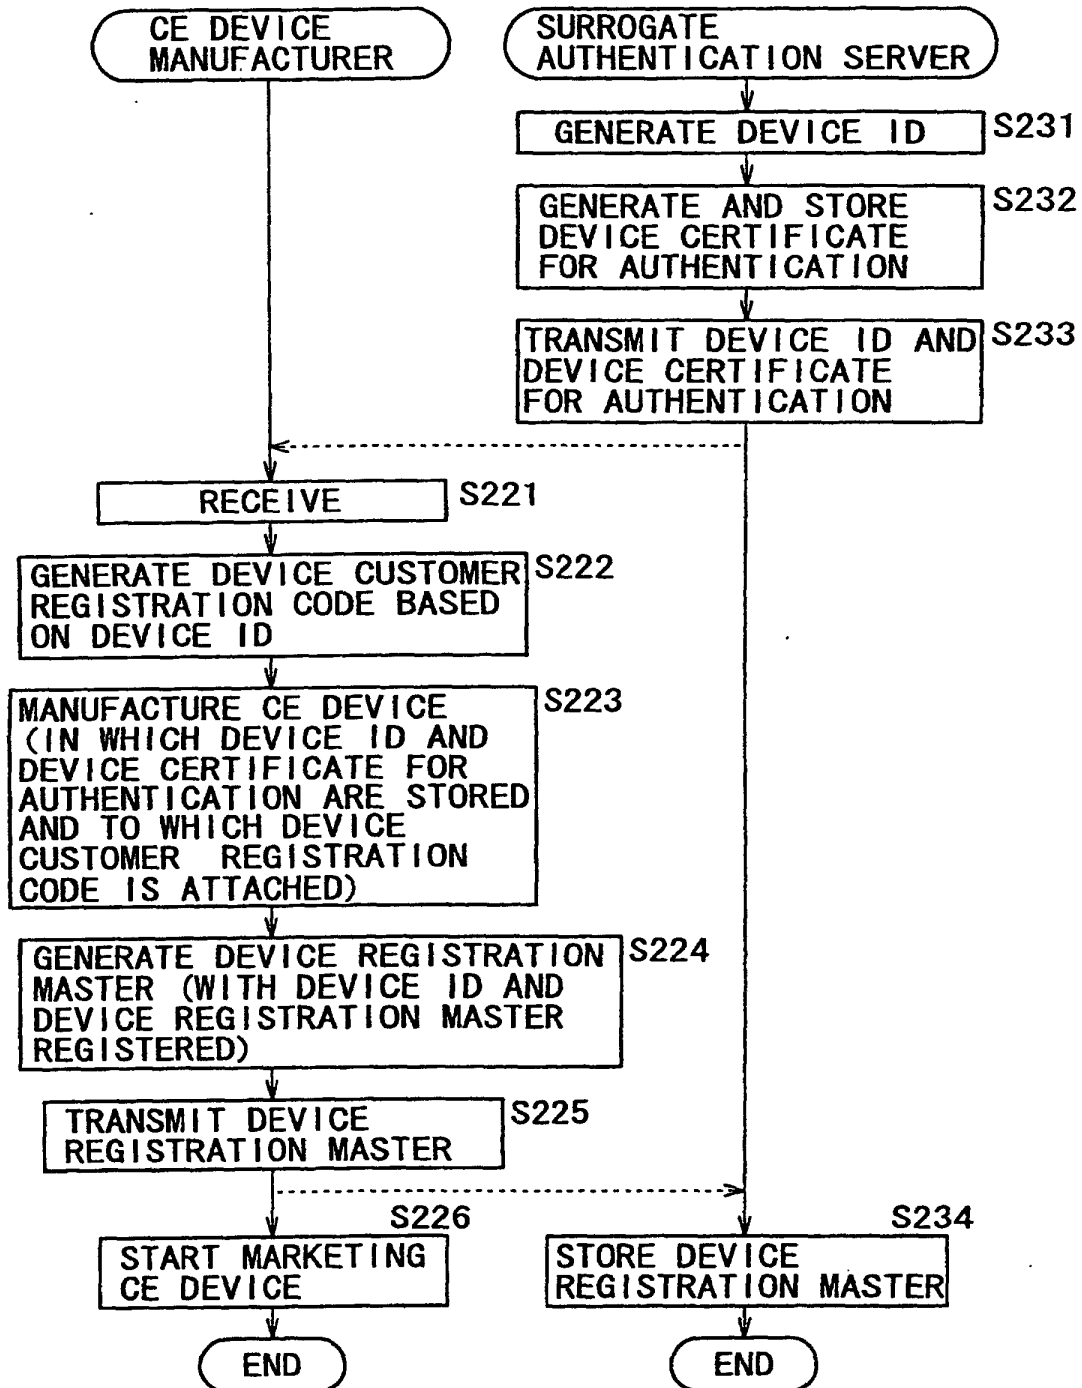 CE DEVICE
MANUFACTURER
SURROGATE
AUTHENTICATION SERVER
GENERATE DEVICE ID
S231
GENERATE AND STORE
DEVICE CERTIFICATE
FOR AUTHENTICATION
S232
TRANSMIT DEVICE ID AND
DEVICE CERTIFICATE
FOR AUTHENTICATION
S233
RECEIVE
S221
GENERATE DEVICE CUSTOMER
REGISTRATION CODE BASED
ON DEVICE ID
S222
MANUFACTURE CE DEVICE
(IN WHICH DEVICE ID AND
DEVICE CERTIFICATE FOR
AUTHENTICATION ARE STORED
AND TO WHICH DEVICE
CUSTOMER REGISTRATION
CODE IS ATTACHED)
S223
GENERATE DEVICE REGISTRATION
MASTER (WITH DEVICE ID AND
DEVICE REGISTRATION MASTER
REGISTERED)
S224
TRANSMIT DEVICE
REGISTRATION MASTER
S225
S226
START MARKETING
CE DEVICE
S234
STORE DEVICE
REGISTRATION MASTER
END
END